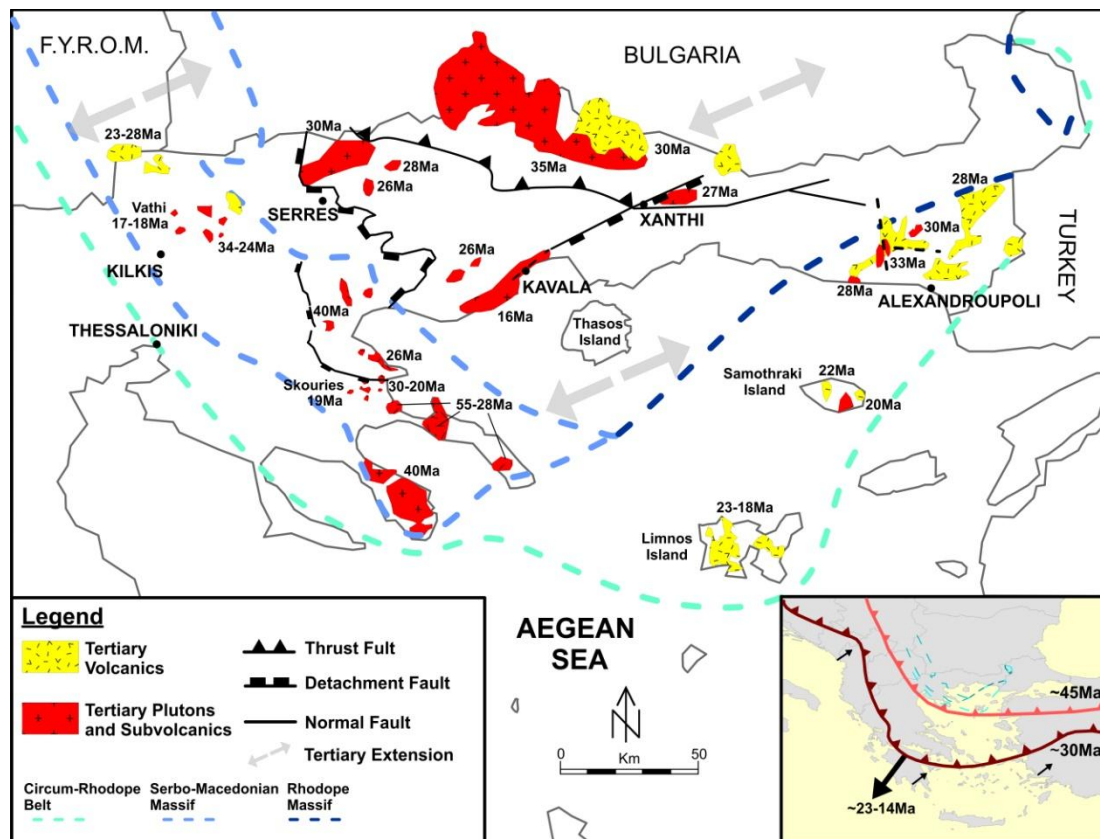 F.Y.R.O.M.
BULGARIA
TURKEY
23-28Ma
30Ma
28Ma
26Ma
35Ma
30Ma
27Ma
28Ma
30Ma
33Ma
28Ma
Vathi
17-18Ma
34-24Ma
SERRES
XANTHI
KILKIS
26Ma
KAVALA
16Ma
ALEXANDROUPOLI
THESSALONIKI
40Ma
Thasos
Island
26Ma
Skouries
19Ma
30-20Ma
55-28Ma
Samothraki
Island
22Ma
20Ma
40Ma
23-18Ma
Limnos
Island
AEGEAN
SEA
N
0
50
Km
Legend
Tertiary
Volcanics
Tertiary Plutons
and Subvolcanics
Thrust Fult
Detachment Fault
Normal Fault
Tertiary Extension
Circum-Rhodope
Belt
Serbo-Macedonian
Massif
Rhodope
Massif
~45Ma
~30Ma
~23-14Ma